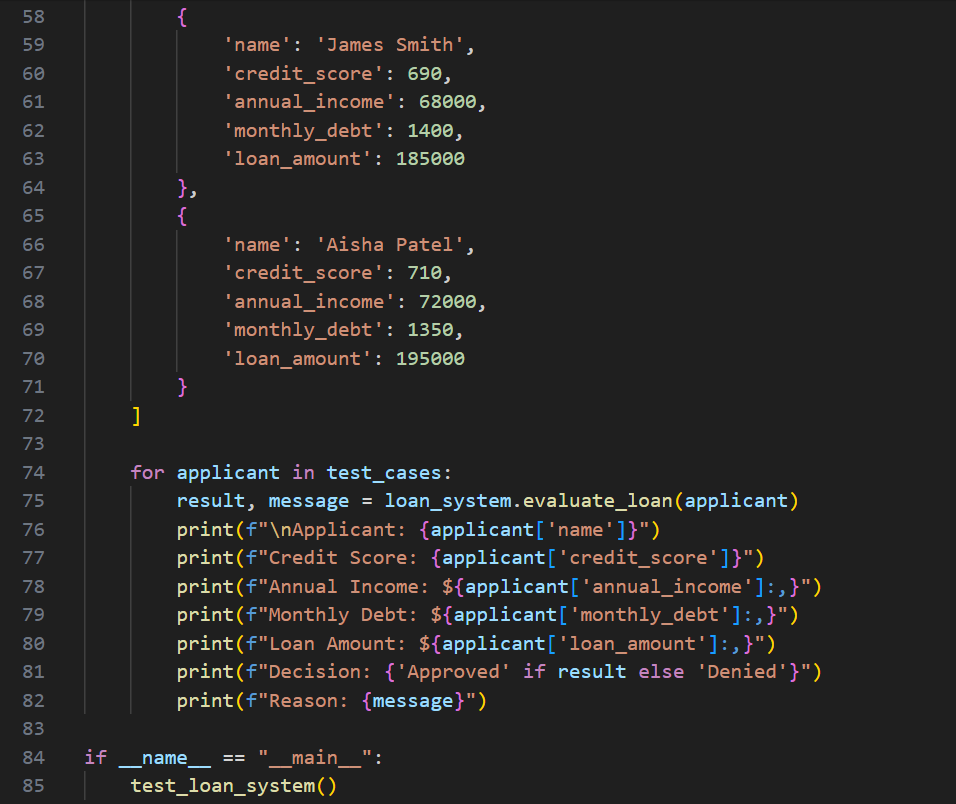 58            {
59                'name': 'James Smith',
60                'credit_score': 690,
61                'annual_income': 68000,
62                'monthly_debt': 1400,
63                'loan_amount': 185000
64            },
65            {
66                'name': 'Aisha Patel',
67                'credit_score': 710,
68                'annual_income': 72000,
69                'monthly_debt': 1350,
70                'loan_amount': 195000
71            }
72        ]
73
74        for applicant in test_cases:
75            result, message = loan_system.evaluate_loan(applicant)
76            print(f"\nApplicant: {applicant['name']}")
77            print(f"Credit Score: {applicant['credit_score']}")
78            print(f"Annual Income: ${applicant['annual_income']:,}")
79            print(f"Monthly Debt: ${applicant['monthly_debt']:,}")
80            print(f"Loan Amount: ${applicant['loan_amount']:,}")
81            print(f"Decision: {'Approved' if result else 'Denied'}")
82            print(f"Reason: {message}")
83
84    if __name__ == "__main__":
85        test_loan_system()